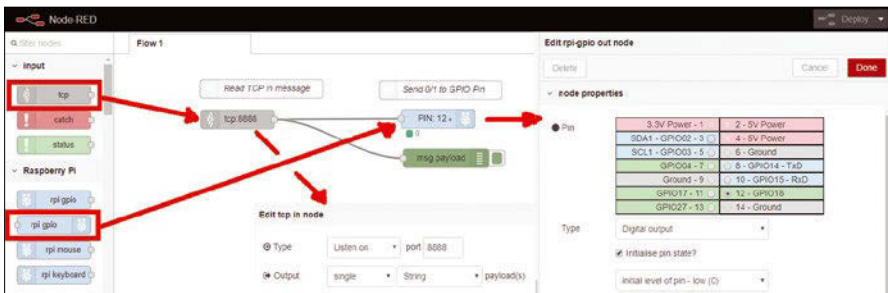 Node-RED
Deploy
filter nodes
Flow 1
Edit rpi-gpio out node
Delete
Cancel
Done
input
tcp
catch
status
Raspberry Pi
rpi gpio
rpi gpio
rpi mouse
rpi keyboard
Read TCP in message
Send 0/1 to GPIO Pin
tcp:8888
PIN: 12
0
msg.payload
Edit tcp in node
Type
Listen on
port
8888
Output
single
String
payload(s)
node properties
Pin
3.3V Power - 1
2 - 5V Power
SDA1 - GPIO02 - 3
4 - 5V Power
SCL1 - GPIO03 - 5
6 - Ground
GPIO04 - 7
8 - GPIO14 - TxD
Ground - 9
10 - GPIO15 - RxD
GPIO17 - 11
12 - GPIO18
GPIO27 - 13
14 - Ground
Type
Digital output
Initialise pin state?
initial level of pin - low (0)